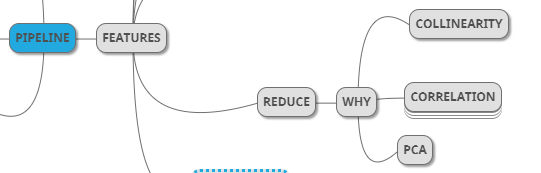 COLLINEARITY
PIPELINE
FEATURES
REDUCE
WHY
CORRELATION
PCA